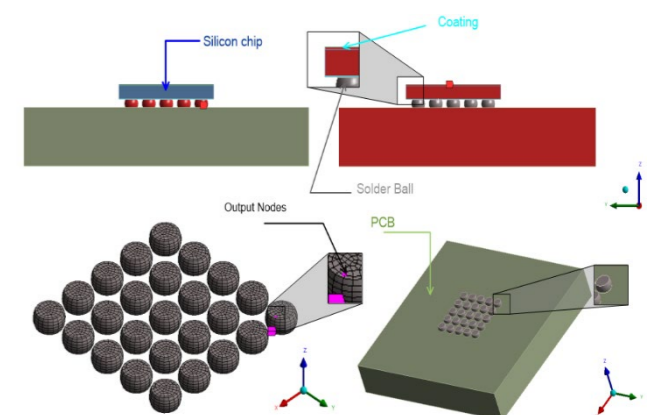 Coating
Silicon chip
Solder Ball
Z
Y
Output Nodes
PCB
Z
X
Y
Z
X
Y